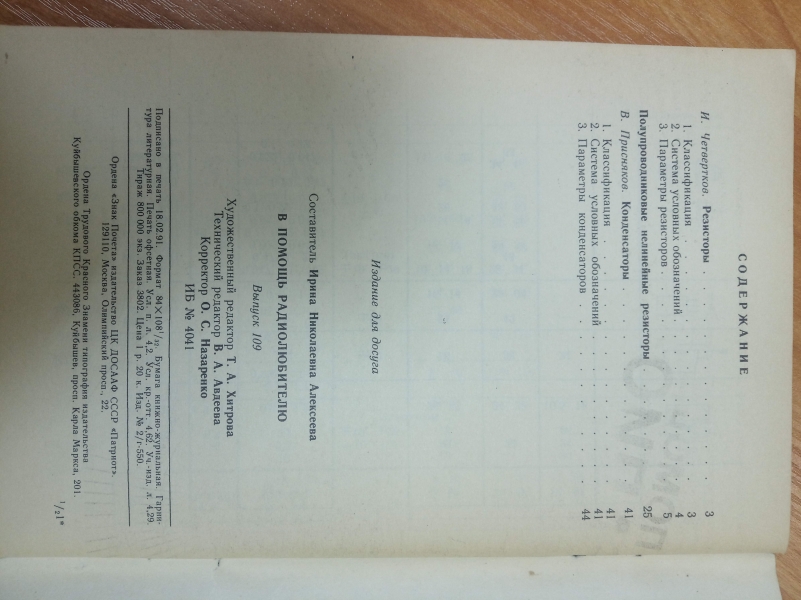 СОДЕРЖАНИЕ
И. Четвертков. Резисторы . . . . . . . . . . 3
1. Классификация . . . . . . . . . . 3
2. Система условных обозначений . . . . . . . 4
3. Параметры резисторов . . . . . . . . . 5
Полупроводниковые нелинейные резисторы . . . . . . 25
В. Присняков. Конденсаторы . . . . . . . . . 41
1. Классификация . . . . . . . . . . 41
2. Система условных обозначений . . . . . . . 41
3. Параметры конденсаторов . . . . . . . . 44
Издание для досуга
Составитель Ирина Николаевна Алексеева
В ПОМОЩЬ РАДИОЛЮБИТЕЛЮ
Выпуск 109
Художественный редактор Т. А. Хитрова
Технический редактор В. А. Авдеева
Корректор О. С. Назаренко
ИБ № 4041
Подписано в печать 18.02 91. Формат 84×108¹/₃₂. Бумага книжно-журнальная. Гарни-
тура литературная. Печать офсетная. Усл. п. л. 4,2. Усл. кр.-отт. 4,62. Уч.-изд. л. 4,29.
Тираж 800 000 экз. Заказ 3802. Цена 1 р. 20 к. Изд. № 2/г-550.
Ордена «Знак Почета» издательство ЦК ДОСААФ СССР «Патриот».
129110, Москва, Олимпийский просп., 22.
Ордена Трудового Красного Знамени типография издательства
Куйбышевского обкома КПСС. 443086, Куйбышев, просп. Карла Маркса, 201.
¹/₂1*